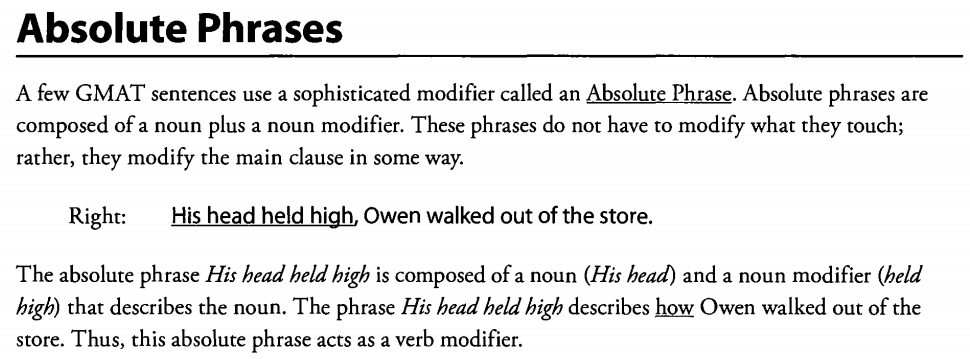 Absolute Phrases
A few GMAT sentences use a sophisticated modifier called an Absolute Phrase. Absolute phrases are
composed of a noun plus a noun modifier. These phrases do not have to modify what they touch;
rather, they modify the main clause in some way.
Right: His head held high, Owen walked out of the store.
The absolute phrase His head held high is composed of a noun (His head) and a noun modifier (held
high) that describes the noun. The phrase His head held high describes how Owen walked out of the
store. Thus, this absolute phrase acts as a verb modifier.